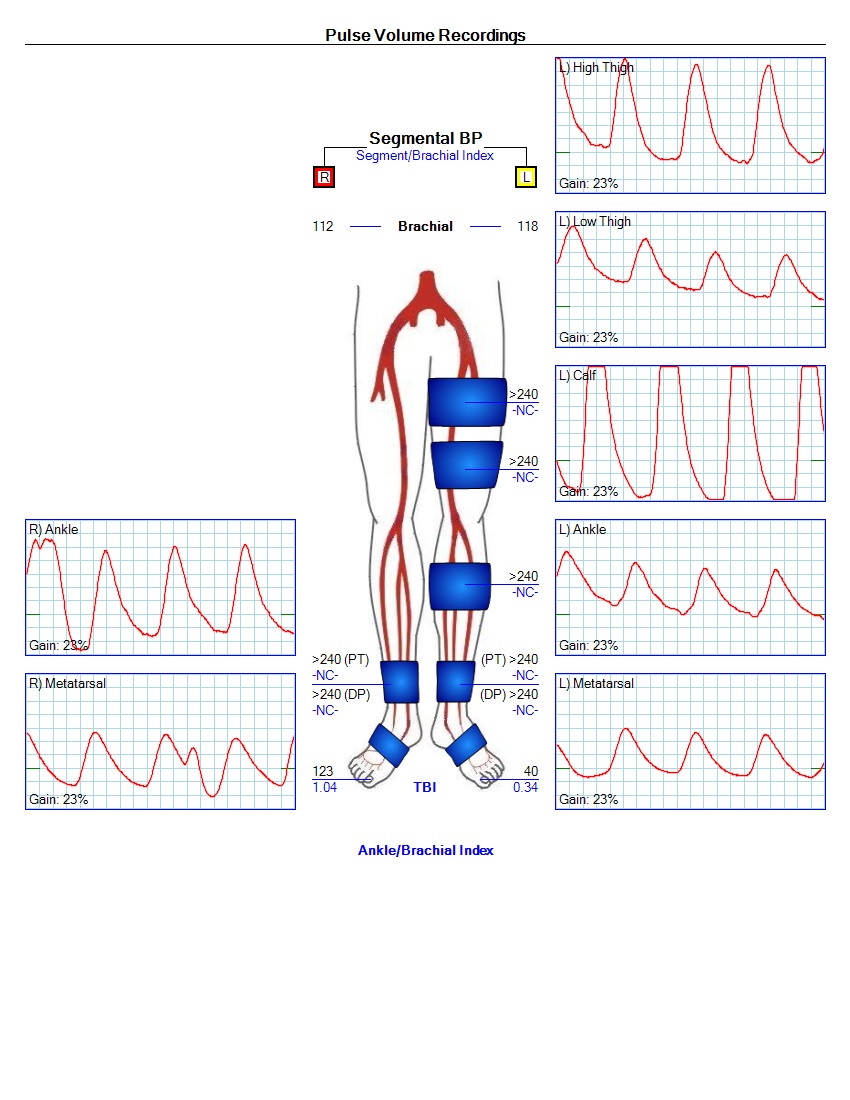 Pulse Volume Recordings
L) High Thigh
Gain: 23%
Segmental BP
Segment/Brachial Index
R
L
112
Brachial
118
L) Low Thigh
Gain: 23%
>240
-NC-
>240
-NC-
L) Calf
Gain: 23%
>240
-NC-
R) Ankle
Gain: 23%
L) Ankle
Gain: 23%
>240 (PT)
-NC-
>240 (DP)
-NC-
(PT) >240
-NC-
(DP) >240
-NC-
R) Metatarsal
Gain: 23%
L) Metatarsal
Gain: 23%
123
1.04
TBI
40
0.34
Ankle/Brachial Index